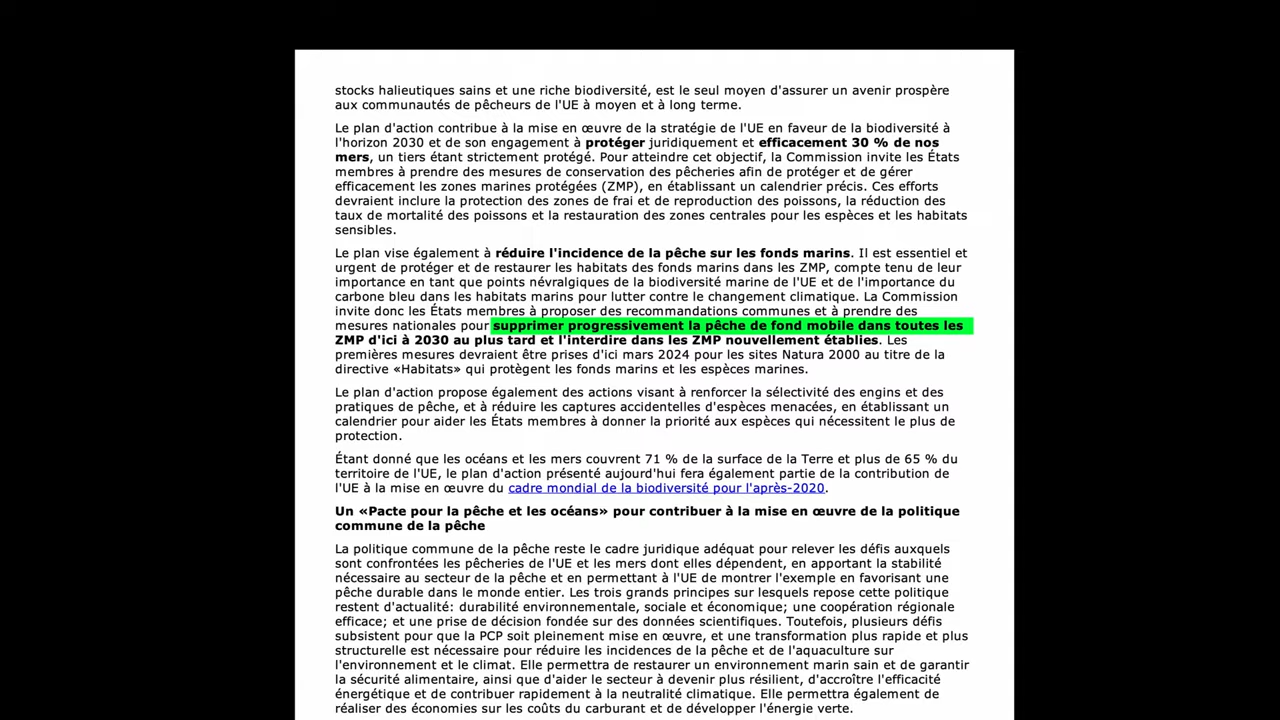 stocks halieutiques sains et une riche biodiversité, est le seul moyen d'assurer un avenir prospère
aux communautés de pêcheurs de l'UE à moyen et à long terme.
Le plan d'action contribue à la mise en œuvre de la stratégie de l'UE en faveur de la biodiversité à
l'horizon 2030 et de son engagement à protéger juridiquement et efficacement 30 % de nos
mers, un tiers étant strictement protégé. Pour atteindre cet objectif, la Commission invite les États
membres à prendre des mesures de conservation des pêcheries afin de protéger et de gérer
efficacement les zones marines protégées (ZMP), en établissant un calendrier précis. Ces efforts
devraient inclure la protection des zones de frai et de reproduction des poissons, la réduction des
taux de mortalité des poissons et la restauration des zones centrales pour les espèces et les habitats
sensibles.
Le plan vise également à réduire l'incidence de la pêche sur les fonds marins. Il est essentiel et
urgent de protéger et de restaurer les habitats des fonds marins dans les ZMP, compte tenu de leur
importance en tant que points névralgiques de la biodiversité marine de l'UE et de l'importance du
carbone bleu dans les habitats marins pour lutter contre le changement climatique. La Commission
invite donc les États membres à proposer des recommandations communes et à prendre des
mesures nationales pour supprimer progressivement la pêche de fond mobile dans toutes les
ZMP d'ici à 2030 au plus tard et l'interdire dans les ZMP nouvellement établies. Les
premières mesures devraient être prises d'ici mars 2024 pour les sites Natura 2000 au titre de la
directive «Habitats» qui protègent les fonds marins et les espèces marines.
Le plan d'action propose également des actions visant à renforcer la sélectivité des engins et des
pratiques de pêche, et à réduire les captures accidentelles d'espèces menacées, en établissant un
calendrier pour aider les États membres à donner la priorité aux espèces qui nécessitent le plus de
protection.
Étant donné que les océans et les mers couvrent 71 % de la surface de la Terre et plus de 65 % du
territoire de l'UE, le plan d'action présenté aujourd'hui fera également partie de la contribution de
l'UE à la mise en œuvre du cadre mondial de la biodiversité pour l'après-2020.
Un «Pacte pour la pêche et les océans» pour contribuer à la mise en œuvre de la politique
commune de la pêche
La politique commune de la pêche reste le cadre juridique adéquat pour relever les défis auxquels
sont confrontées les pêcheries de l'UE et les mers dont elles dépendent, en apportant la stabilité
nécessaire au secteur de la pêche et en permettant à l'UE de montrer l'exemple en favorisant une
pêche durable dans le monde entier. Les trois grands principes sur lesquels repose cette politique
restent d'actualité: durabilité environnementale, sociale et économique; une coopération régionale
efficace; et une prise de décision fondée sur des données scientifiques. Toutefois, plusieurs défis
subsistent pour que la PCP soit pleinement mise en œuvre, et une transformation plus rapide et plus
structurelle est nécessaire pour réduire les incidences de la pêche et de l'aquaculture sur
l'environnement et le climat. Elle permettra de restaurer un environnement marin sain et de garantir
la sécurité alimentaire, ainsi que d'aider le secteur à devenir plus résilient, d'accroître l'efficacité
énergétique et de contribuer rapidement à la neutralité climatique. Elle permettra également de
réaliser des économies sur les coûts du carburant et de développer l'énergie verte.